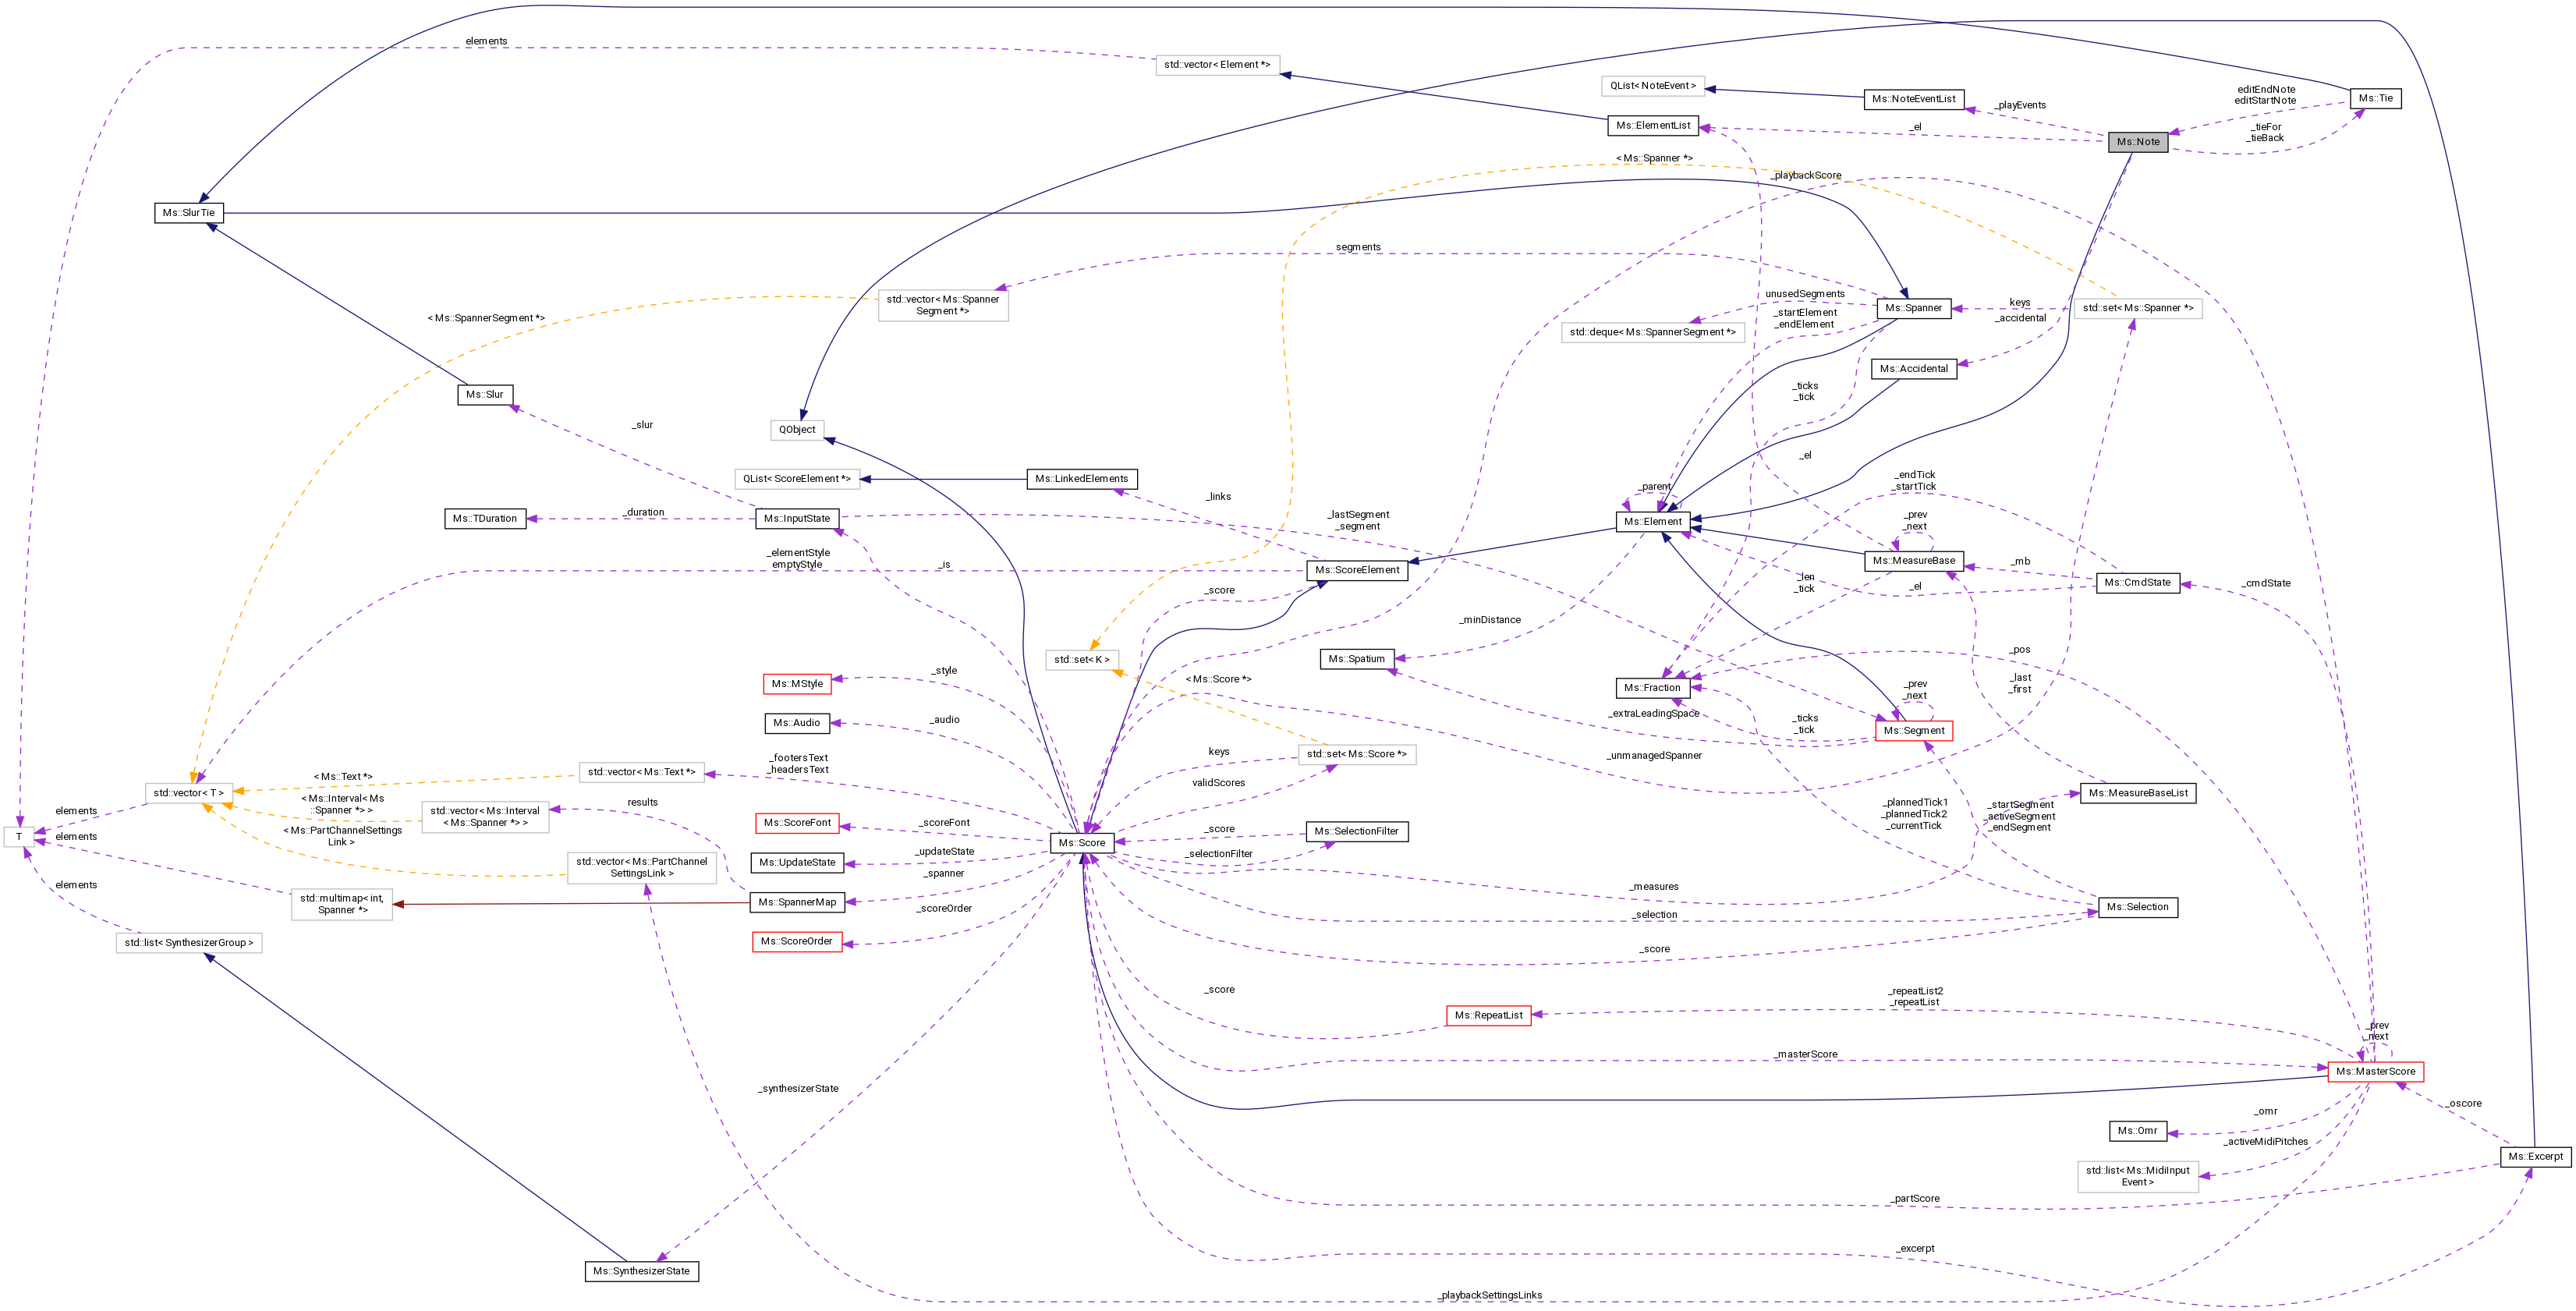 elements
std::vector< Element *>
QList< NoteEvent >
Ms::NoteEventList
_playEvents
editEndNote
editStartNote
Ms::Tie
Ms::ElementList
_el
_tieFor
_tieBack
Ms::Note
< Ms::Spanner *>
_playbackScore
Ms::SlurTie
segments
std::vector< Ms::Spanner
Segment *>
unusedSegments
Ms::Spanner
keys
std::set< Ms::Spanner *>
< Ms::SpannerSegment *>
_startElement
_endElement
std::deque< Ms::SpannerSegment *>
_accidental
Ms::Accidental
Ms::Slur
_ticks
_tick
_slur
QObject
_el
QList< ScoreElement *>
Ms::LinkedElements
_links
_parent
_endTick
_startTick
Ms::TDuration
_duration
Ms::InputState
_lastSegment
_segment
Ms::Element
_prev
_next
_elementStyle
emptyStyle
_is
Ms::ScoreElement
Ms::MeasureBase
_mb
Ms::CmdState
_cmdState
_score
_len
_tick
_el
_minDistance
std::set< K >
Ms::Spatium
_pos
_style
Ms::MStyle
< Ms::Score *>
Ms::Fraction
_prev
_next
_last
_first
Ms::Audio
_audio
_extraLeadingSpace
_ticks
_tick
Ms::Segment
keys
std::set< Ms::Score *>
_unmanagedSpanner
_footersText
_headersText
< Ms::Text *>
std::vector< Ms::Text *>
validScores
std::vector< T >
Ms::MeasureBaseList
elements
< Ms::Interval< Ms
::Spanner *> >
std::vector< Ms::Interval
< Ms::Spanner *> >
results
_plannedTick1
_plannedTick2
_currentTick
_startSegment
_activeSegment
_endSegment
T
elements
< Ms::PartChannelSettings
Link >
Ms::ScoreFont
_scoreFont
Ms::Score
_score
Ms::SelectionFilter
_selectionFilter
std::vector< Ms::PartChannel
SettingsLink >
Ms::UpdateState
_updateState
_spanner
elements
_measures
std::multimap< int,
Spanner *>
Ms::SpannerMap
_scoreOrder
_selection
Ms::Selection
std::list< SynthesizerGroup >
Ms::ScoreOrder
_score
_score
Ms::RepeatList
_repeatList2
_repeatList
_prev
_next
_masterScore
Ms::MasterScore
_synthesizerState
_oscore
_omr
Ms::Omr
_activeMidiPitches
Ms::Excerpt
std::list< Ms::MidiInput
Event >
_partScore
_excerpt
Ms::SynthesizerState
_playbackSettingsLinks